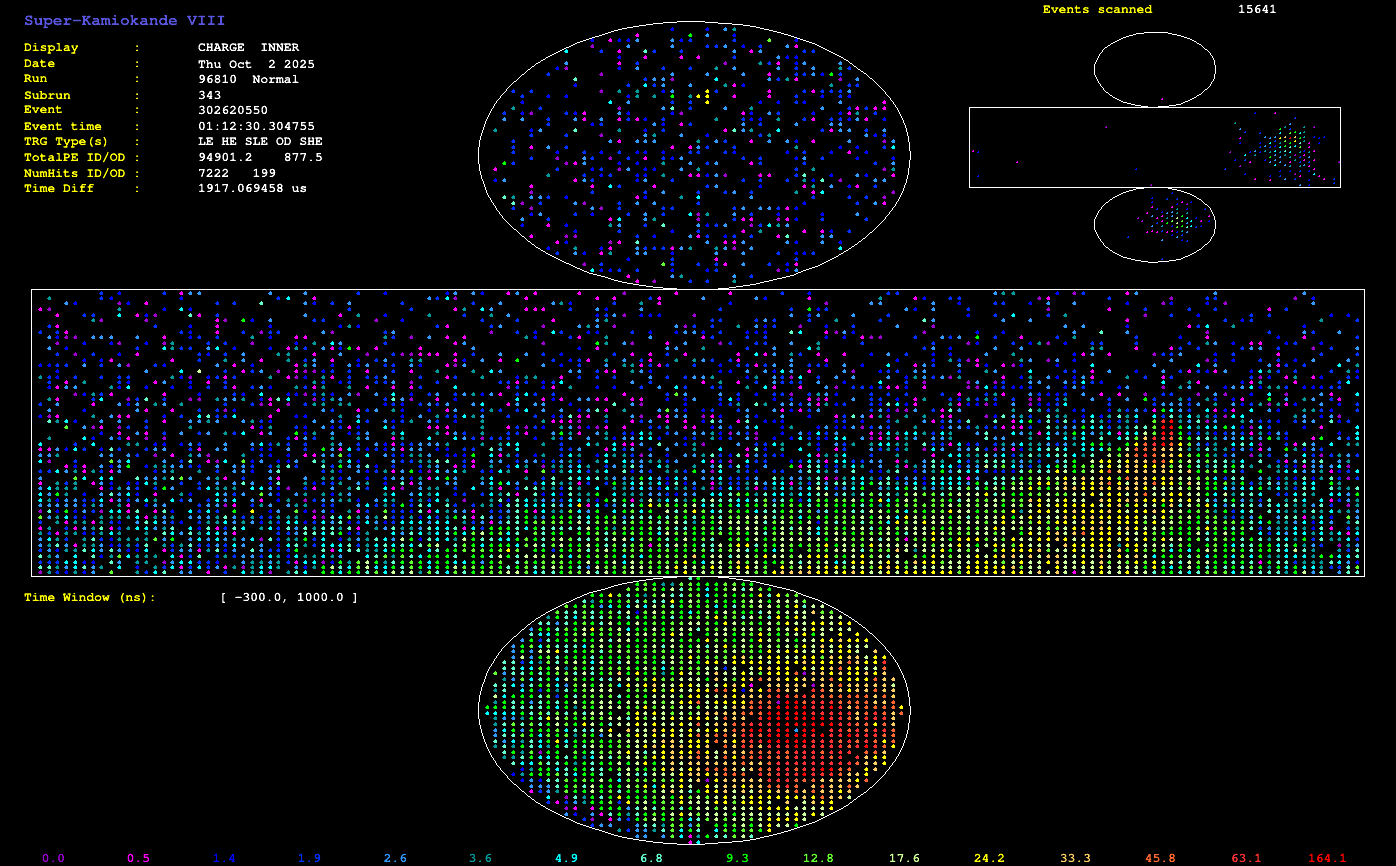 Super-Kamiokande VIII
Events scanned 15641
Display : CHARGE INNER
Date : Thu Oct 2 2025
Run : 96810 Normal
Subrun : 343
Event : 302620550
Event time : 01:12:30.304755
TRG Type(s) : LE HE SLE OD SHE
TotalPE ID/OD : 94901.2 877.5
NumHits ID/OD : 7222 199
Time Diff : 1917.069458 us
Time Window (ns): [ -300.0, 1000.0 ]
0.0 0.5 1.4 1.9 2.6 3.6 4.9 6.8 9.3 12.8 17.6 24.2 33.3 45.8 63.1 164.1